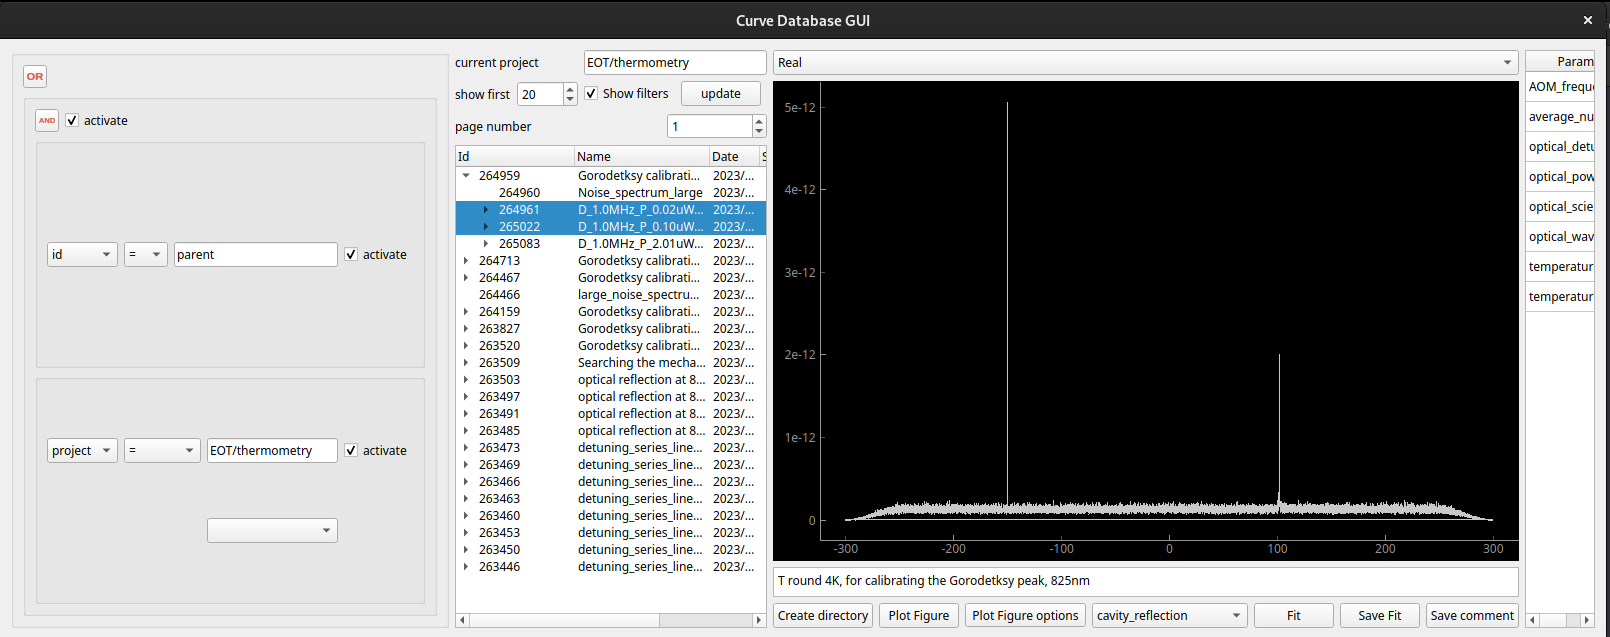 Curve Database GUI ×
OR
AND activate
id = parent activate
project = EOT/thermometry activate
current project EOT/thermometry
show first 20 Show filters update
page number 1
Id Name Date S
264959 Gorodetksy calibrati... 2023/...
264960 Noise_spectrum_large 2023/...
264961 D_1.0MHz_P_0.02uW... 2023/...
265022 D_1.0MHz_P_0.10uW... 2023/...
265083 D_1.0MHz_P_2.01uW... 2023/...
264713 Gorodetksy calibrati... 2023/...
264467 Gorodetksy calibrati... 2023/...
264466 large_noise_spectru... 2023/...
264159 Gorodetksy calibrati... 2023/...
263827 Gorodetksy calibrati... 2023/...
263520 Gorodetksy calibrati... 2023/...
263509 Searching the mecha... 2023/...
263503 optical reflection at 8... 2023/...
263497 optical reflection at 8... 2023/...
263491 optical reflection at 8... 2023/...
263485 optical reflection at 8... 2023/...
263473 detuning_series_line... 2023/...
263469 detuning_series_line... 2023/...
263466 detuning_series_line... 2023/...
263463 detuning_series_line... 2023/...
263460 detuning_series_line... 2023/...
263453 detuning_series_line... 2023/...
263450 detuning_series_line... 2023/...
263446 detuning_series_line... 2023/...
Real
5e-12
4e-12
3e-12
2e-12
1e-12
0
-300 -200 -100 0 100 200 300
T round 4K, for calibrating the Gorodetksy peak, 825nm
Create directory Plot Figure Plot Figure options cavity_reflection Fit Save Fit Save comment
Param
AOM_freque
average_nu
optical_detu
optical_pow
optical_scie
optical_wav
temperatur
temperatur